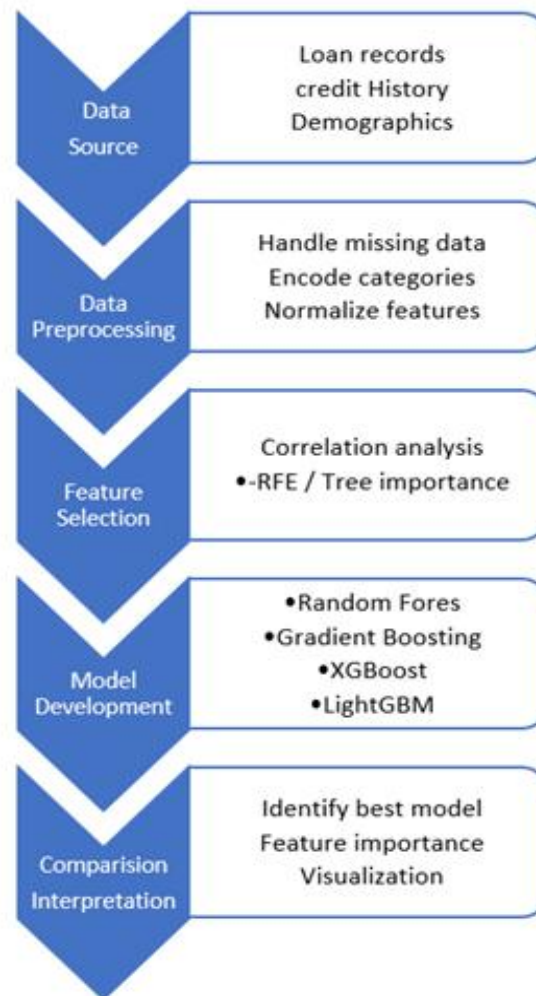 Data
Source
Loan records
credit History
Demographics
Data
Preprocessing
Handle missing data
Encode categories
Normalize features
Feature
Selection
Correlation analysis
•-RFE / Tree importance
Model
Development
•Random Fores
•Gradient Boosting
•XGBoost
•LightGBM
Comparision
Interpretation
Identify best model
Feature importance
Visualization